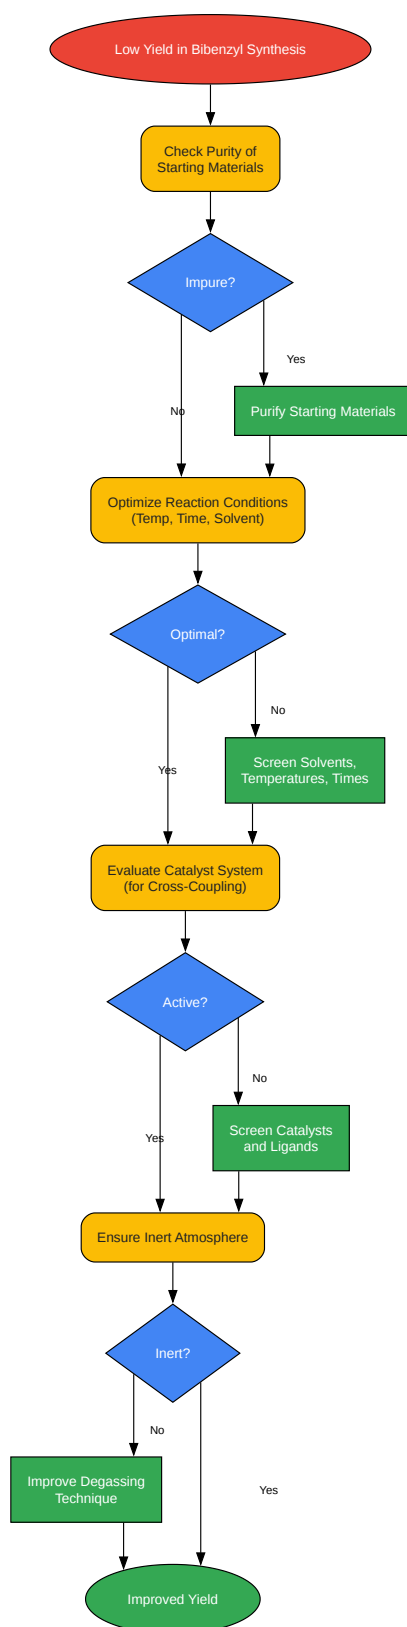 Low Yield in Bibenzyl Synthesis
Check Purity of
Starting Materials
Impure?
Yes
No
Purify Starting Materials
Optimize Reaction Conditions
(Temp, Time, Solvent)
Optimal?
No
Screen Solvents,
Temperatures, Times
Yes
Evaluate Catalyst System
(for Cross-Coupling)
Active?
No
Screen Catalysts
and Ligands
Yes
Ensure Inert Atmosphere
Inert?
No
Improve Degassing
Technique
Yes
Improved Yield